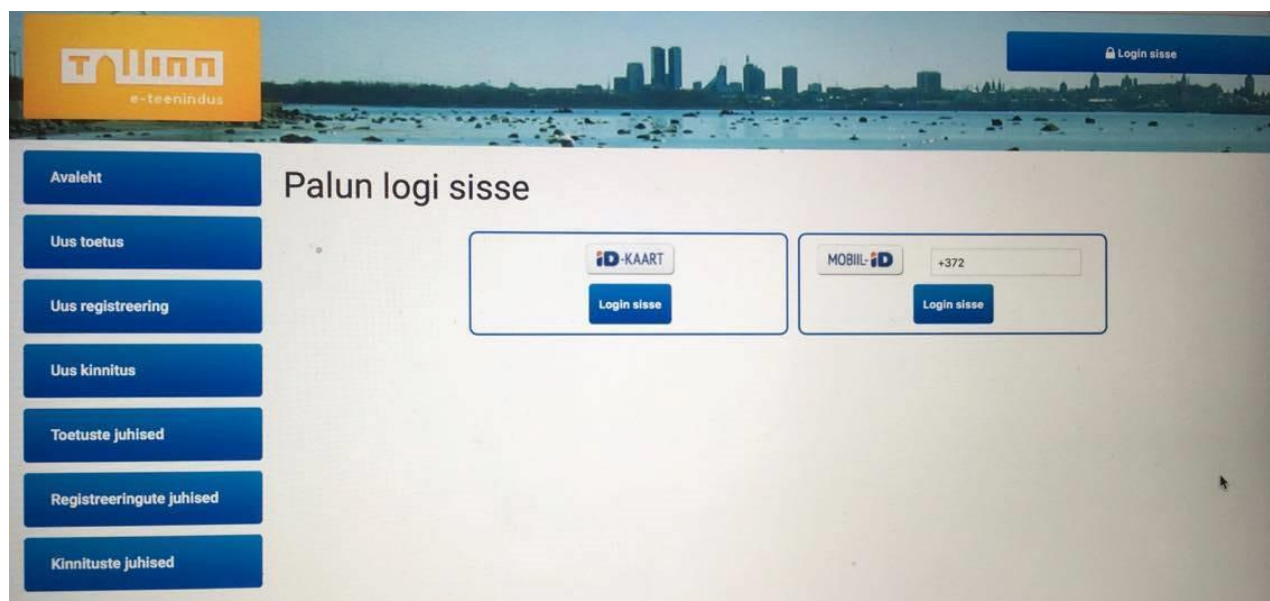 TALLINN
e-teenindus
Login sisse
Avaleht
Uus toetus
Uus registreering
Uus kinnitus
Toetuste juhised
Registreeringute juhised
Kinnituste juhised
Palun logi sisse
iD-KAART
Login sisse
MOBIIL-iD
+372
Login sisse